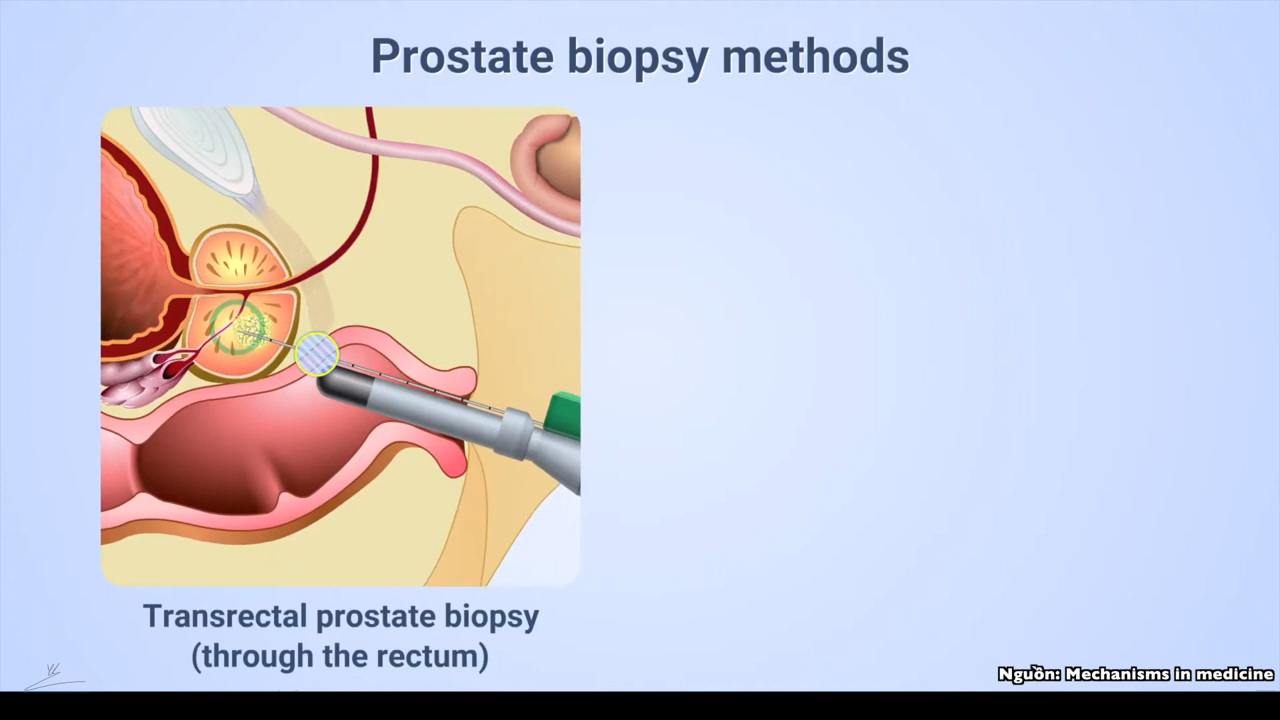 Prostate biopsy methods
Transrectal prostate biopsy
(through the rectum)
Nguồn: Mechanisms in medicine